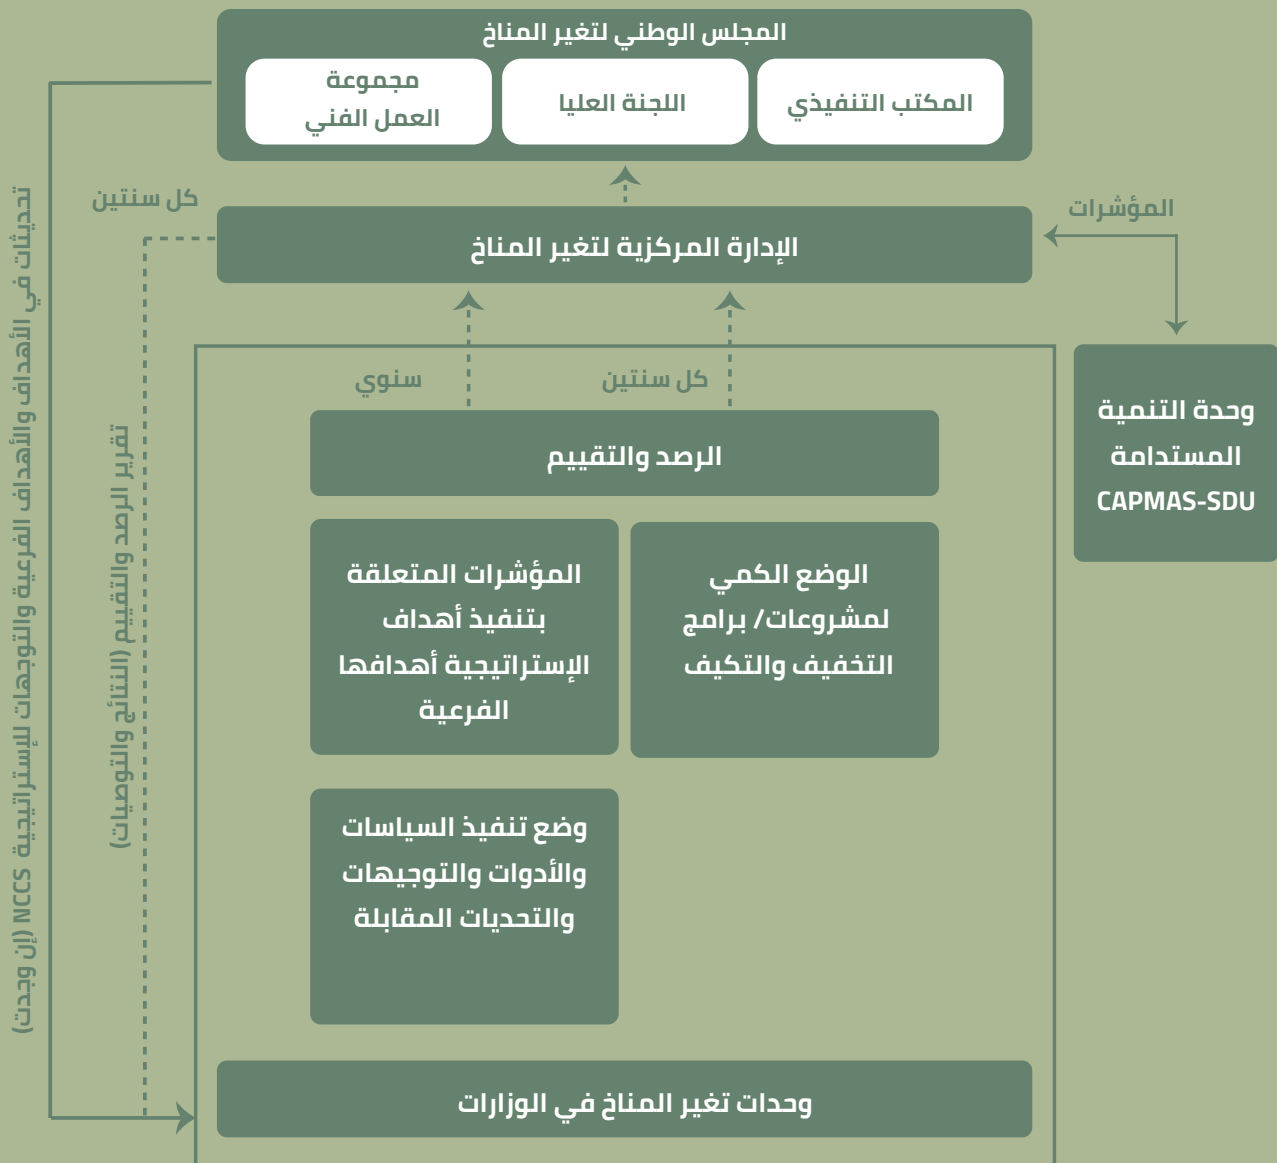 المجلس الوطني لتغير المناخ
المكتب التنفيذي
اللجنة العليا
مجموعة
العمل الفني
كل سنتين
المؤشرات
الإدارة المركزية لتغير المناخ
تحديثات في الأهداف والأهداف الفرعية والتوجهات للإستراتيجية NCCS (إن وجدت)
تقرير الرصد والتقييم (النتائج والتوصيات)
كل سنتين
سنوي
وحدة التنمية
المستدامة
CAPMAS-SDU
الرصد والتقييم
الوضع الكمي
لمشروعات/ برامج
التخفيف والتكيف
المؤشرات المتعلقة
بتنفيذ أهداف
الإستراتيجية أهدافها
الفرعية
وضع تنفيذ السياسات
والأدوات والتوجيهات
والتحديات المقابلة
وحدات تغير المناخ في الوزارات